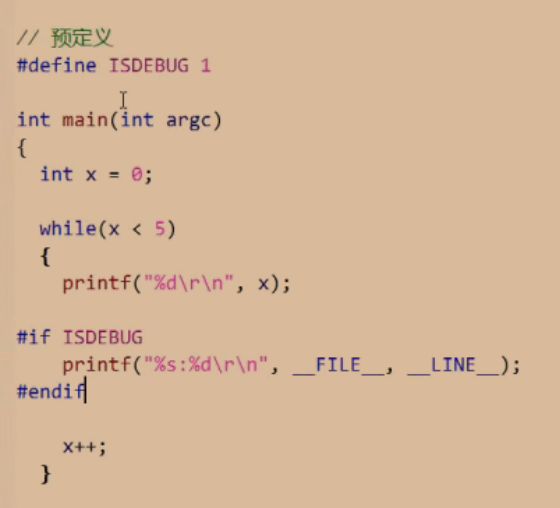 // 预定义
#define ISDEBUG 1
int main(int argc)
{
int x = 0;
while(x < 5)
{
printf("%d\r\n", x);
#if ISDEBUG
printf("%s:%d\r\n", __FILE__, __LINE__);
#endif
x++;
}